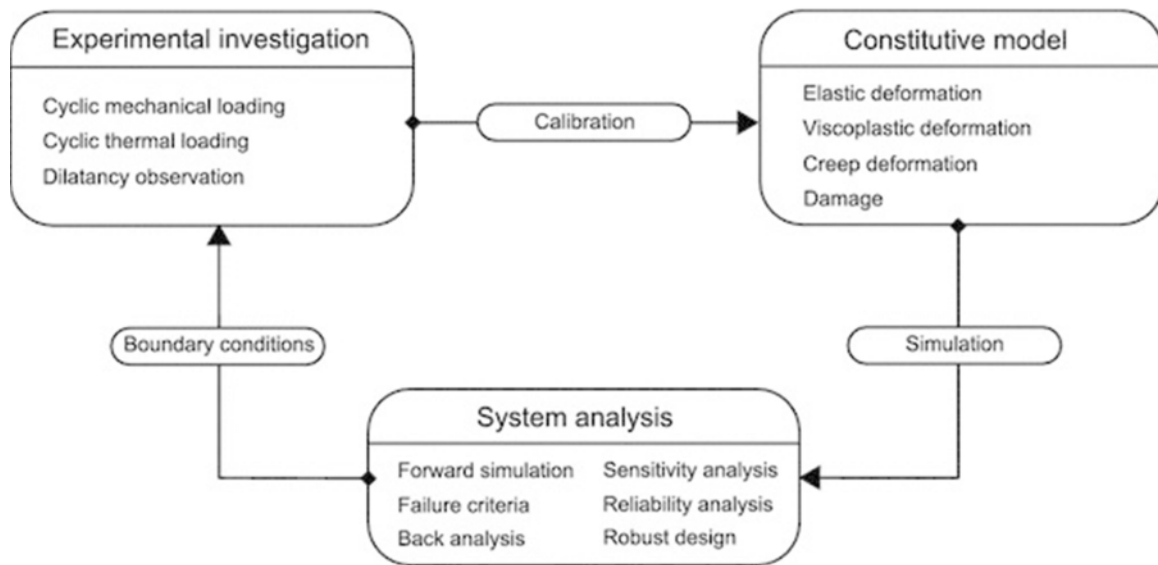 Experimental investigation
Cyclic mechanical loading
Cyclic thermal loading
Dilatancy observation
Calibration
Constitutive model
Elastic deformation
Viscoplastic deformation
Creep deformation
Damage
Boundary conditions
Simulation
System analysis
Forward simulation
Failure criteria
Back analysis
Sensitivity analysis
Reliability analysis
Robust design